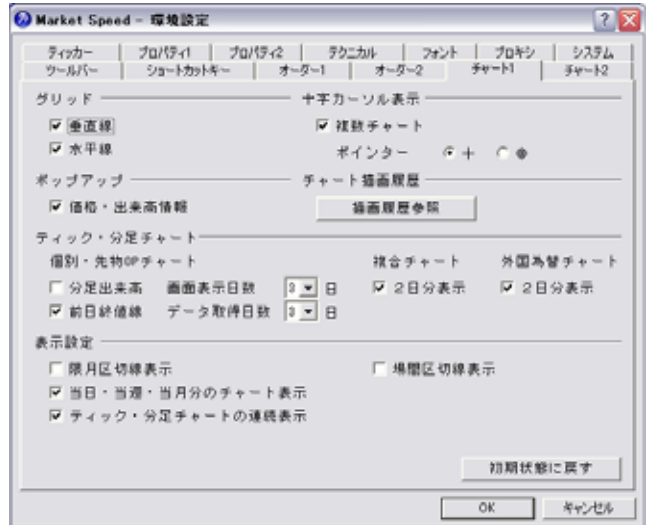 Market Speed - 環境設定
ティッカー プロパティ1 プロパティ2 テクニカル フォント プロキシ システム
ツールバー ショートカットキー オーダー1 オーダー2 チャート1 チャート2
グリッド 十字カーソル表示
垂直線 複数チャート
水平線 ポインター + ●
ポップアップ チャート描画履歴
価格・出来高情報 描画履歴参照
ティック・分足チャート
個別・先物OPチャート 複合チャート 外国為替チャート
分足出来高 画面表示日数 3 日 2日分表示 2日分表示
前日終値線 データ取得日数 3 日
表示設定
限月区切線表示 場間区切線表示
当日・当週・当月分のチャート表示
ティック・分足チャートの連続表示
初期状態に戻す
OK キャンセル